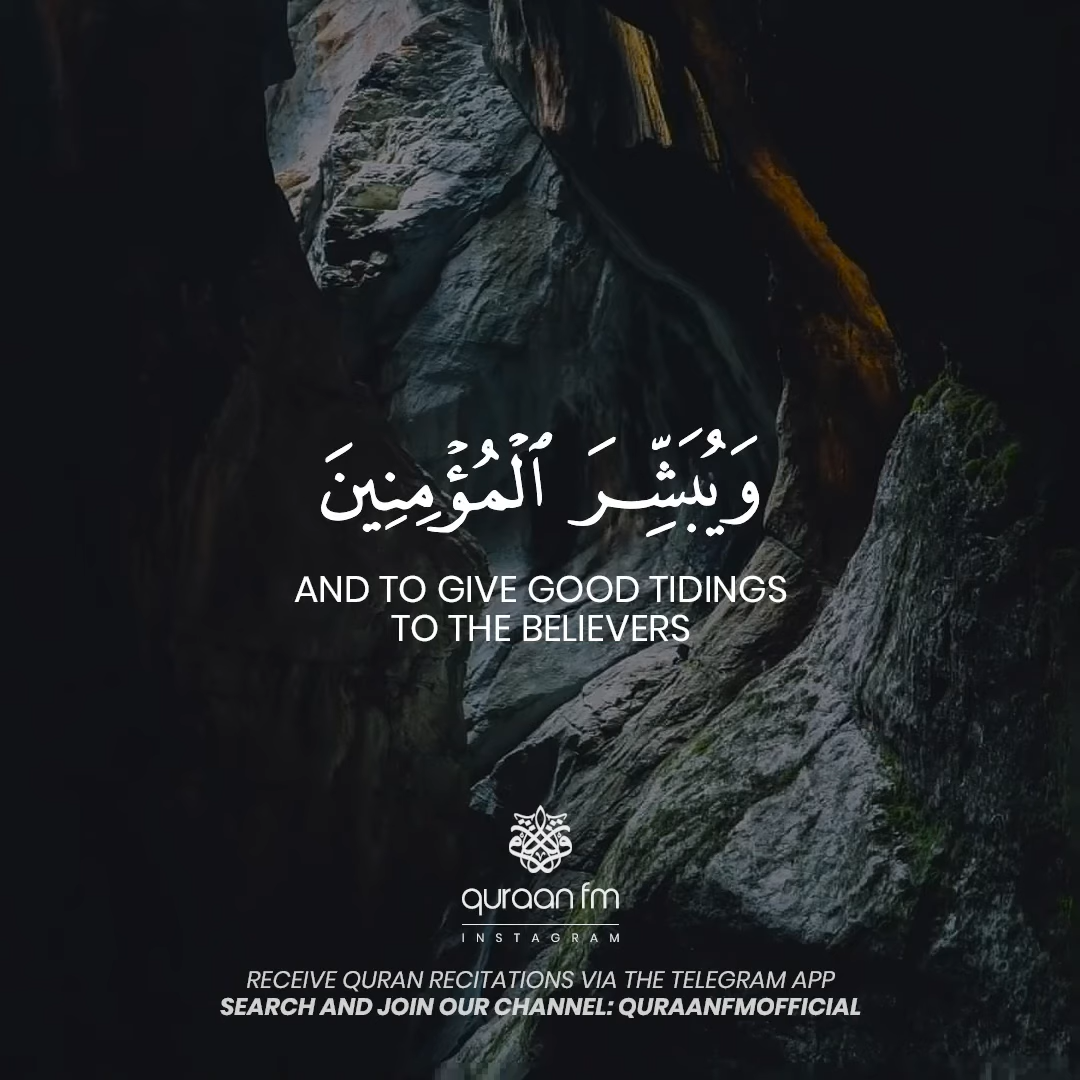 وَيُبَشِّرَ ٱلْمُؤْمِنِينَ
AND TO GIVE GOOD TIDINGS
TO THE BELIEVERS
quraan fm
INSTAGRAM
RECEIVE QURAN RECITATIONS VIA THE TELEGRAM APP
SEARCH AND JOIN OUR CHANNEL: QURAANFMOFFICIAL